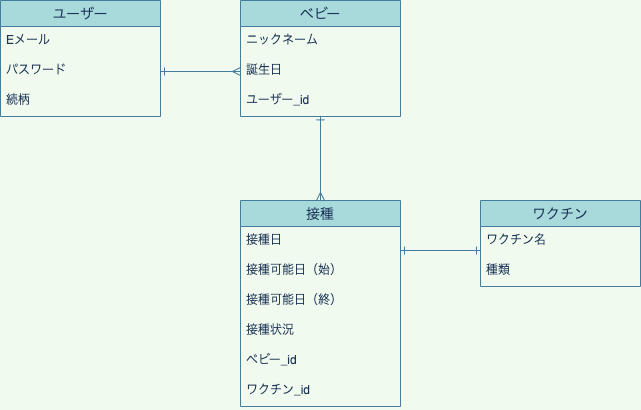 ユーザー
Eメール
パスワード
続柄
ベビー
ニックネーム
誕生日
ユーザー_id
接種
接種日
接種可能日（始）
接種可能日（終）
接種状況
ベビー_id
ワクチン_id
ワクチン
ワクチン名
種類